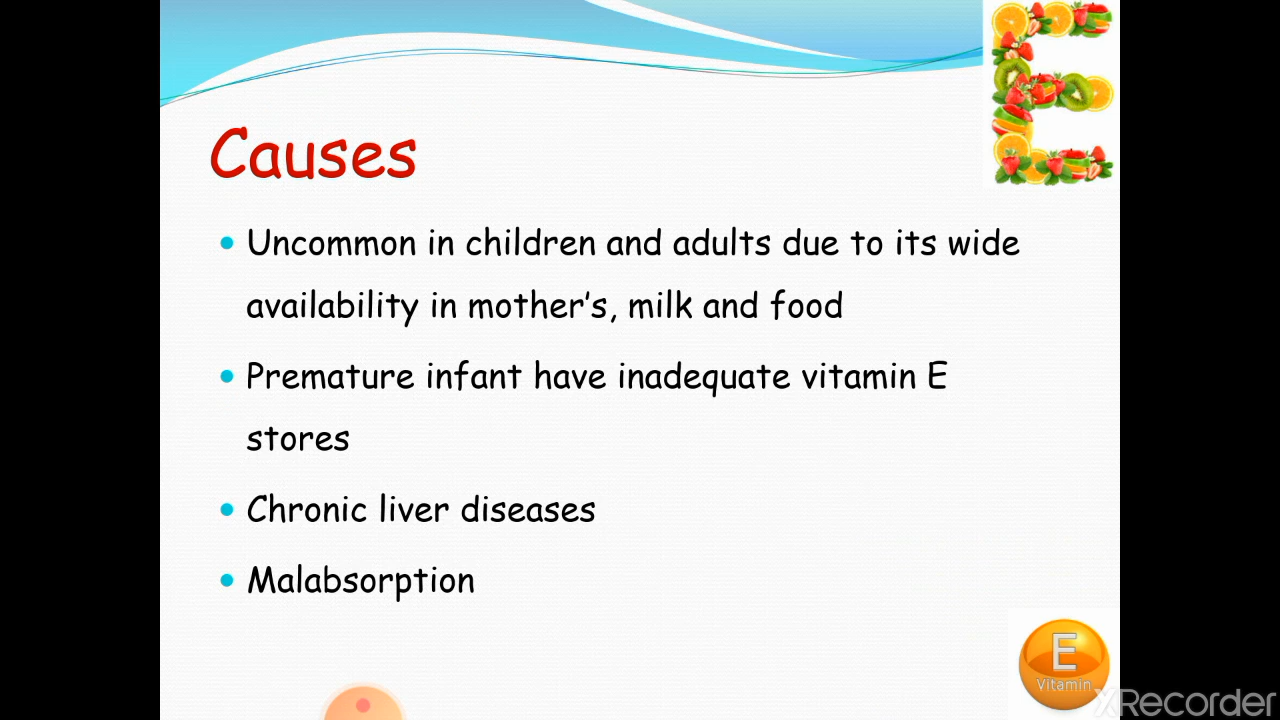 Causes
Uncommon in children and adults due to its wide
availability in mother's, milk and food
Premature infant have inadequate vitamin E
stores
Chronic liver diseases
Malabsorption
E
Vitamin
XRecorder